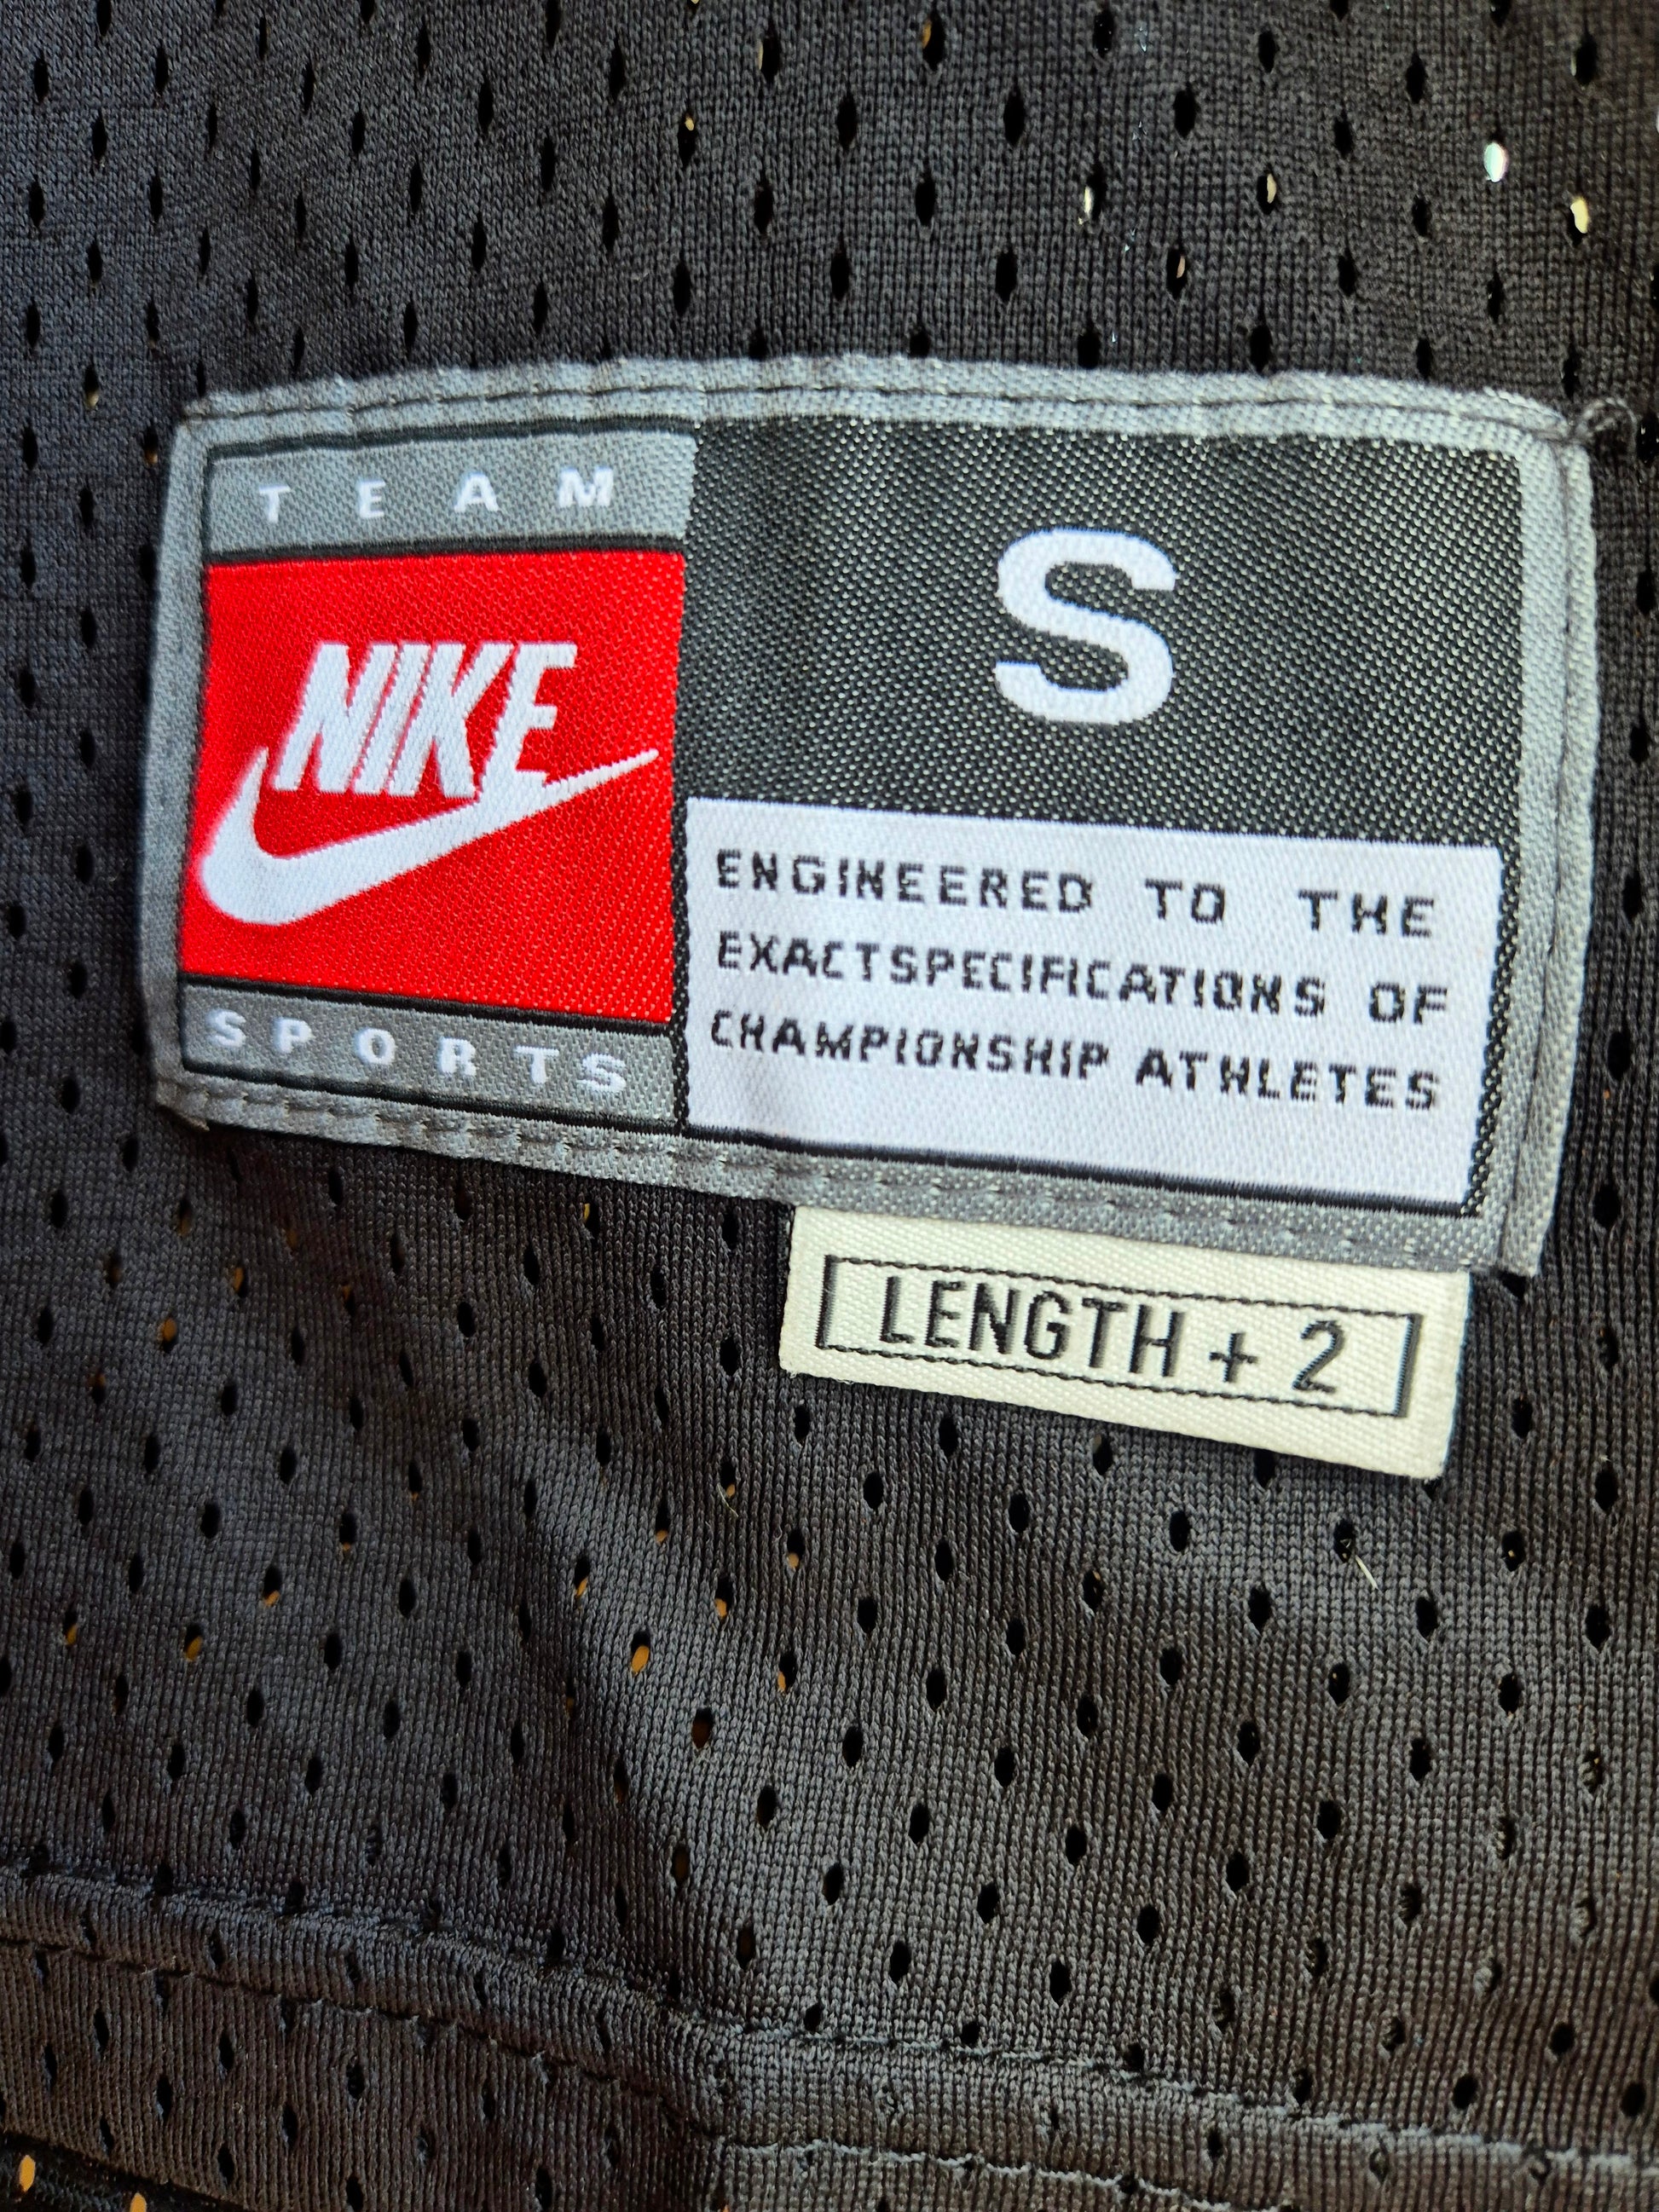 TEAM
NIKE
SPORTS
S
ENGINEERED TO THE
EXACTSPECIFICATIONS OF
CHAMPIONSHIP ATHLETES
LENGTH + 2